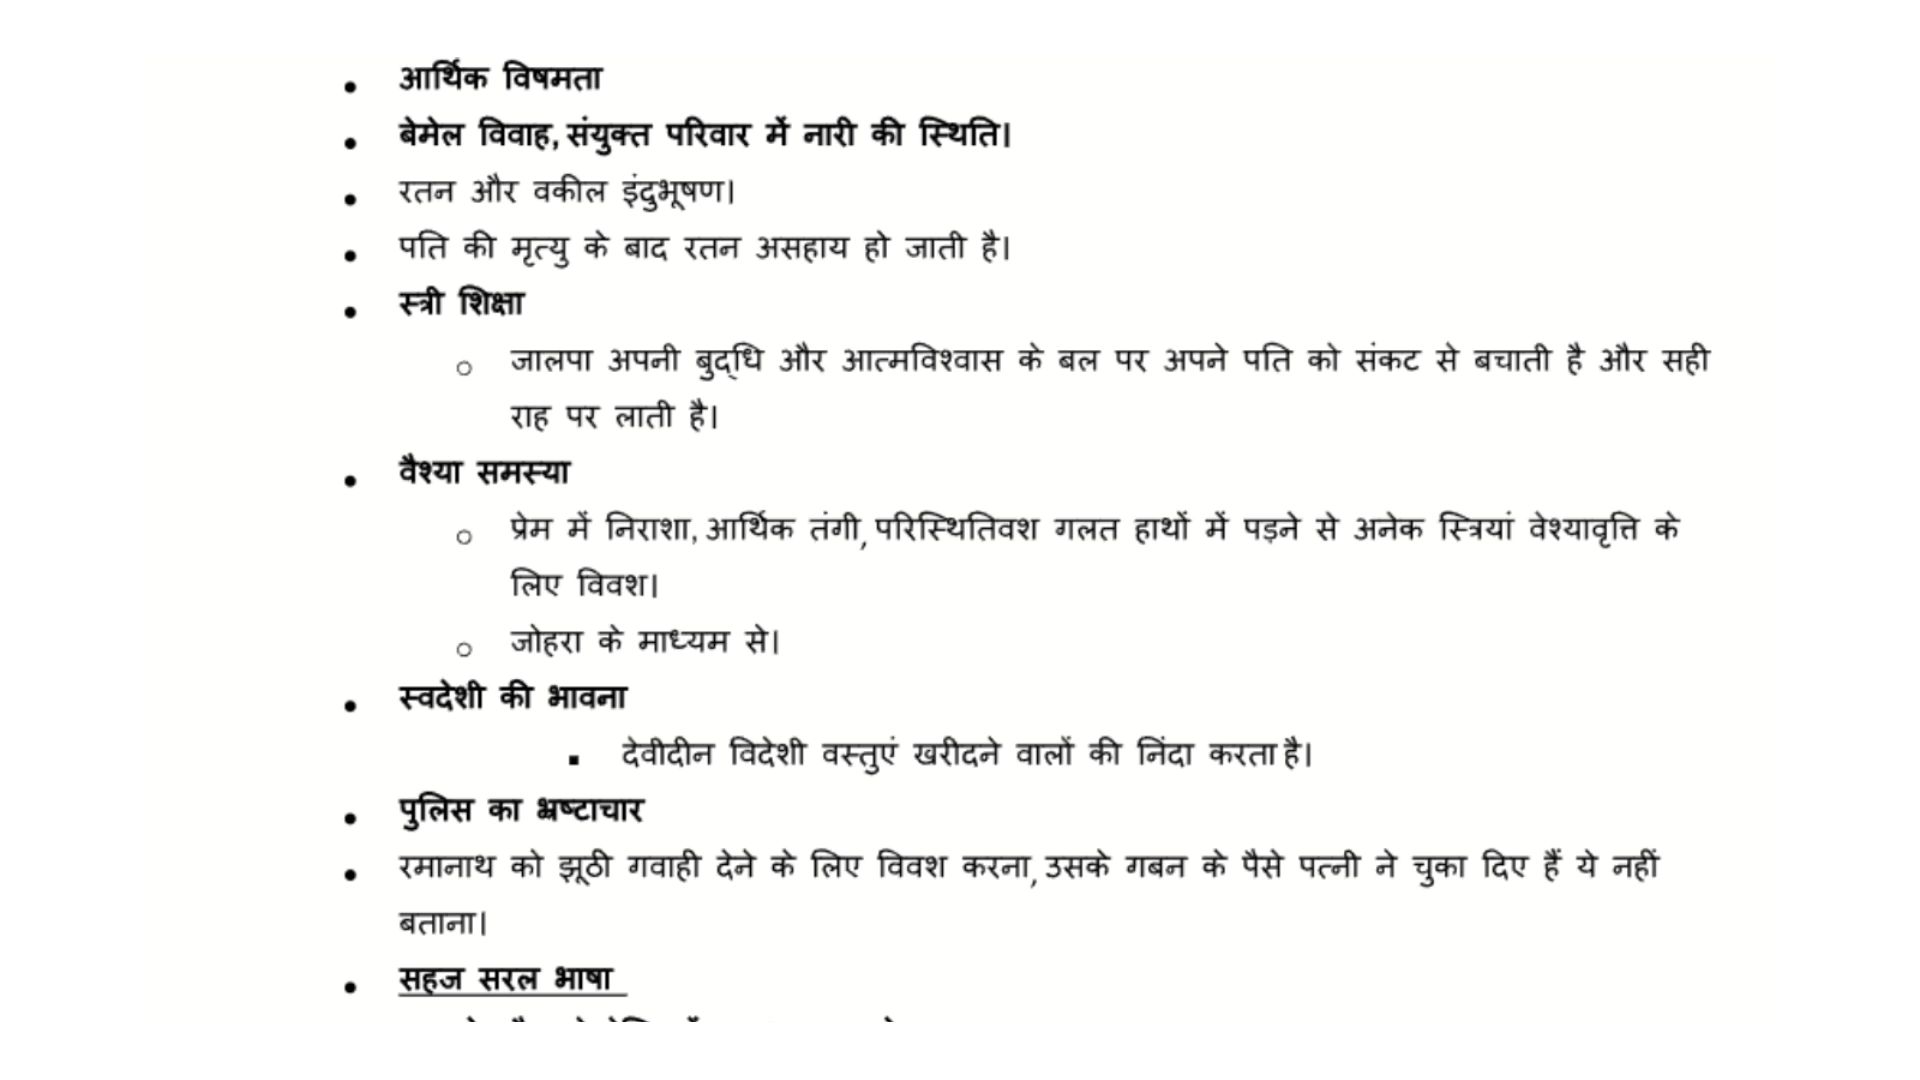 • आर्थिक विषमता
• बेमेल विवाह, संयुक्त परिवार में नारी की स्थिति।
• रतन और वकील इंदुभूषण।
• पति की मृत्यु के बाद रतन असहाय हो जाती है।
• स्त्री शिक्षा
o जालपा अपनी बुद्धि और आत्मविश्वास के बल पर अपने पति को संकट से बचाती है और सही
राह पर लाती है।
• वैश्या समस्या
o प्रेम में निराशा, आर्थिक तंगी, परिस्थितिवश गलत हाथों में पड़ने से अनेक स्त्रियां वेश्यावृत्ति के
लिए विवश।
o जोहरा के माध्यम से।
• स्वदेशी की भावना
▪ देवीदीन विदेशी वस्तुएं खरीदने वालों की निंदा करता है।
• पुलिस का भ्रष्टाचार
• रमानाथ को झूठी गवाही देने के लिए विवश करना, उसके गबन के पैसे पत्नी ने चुका दिए हैं ये नहीं
बताना।
• सहज सरल भाषा